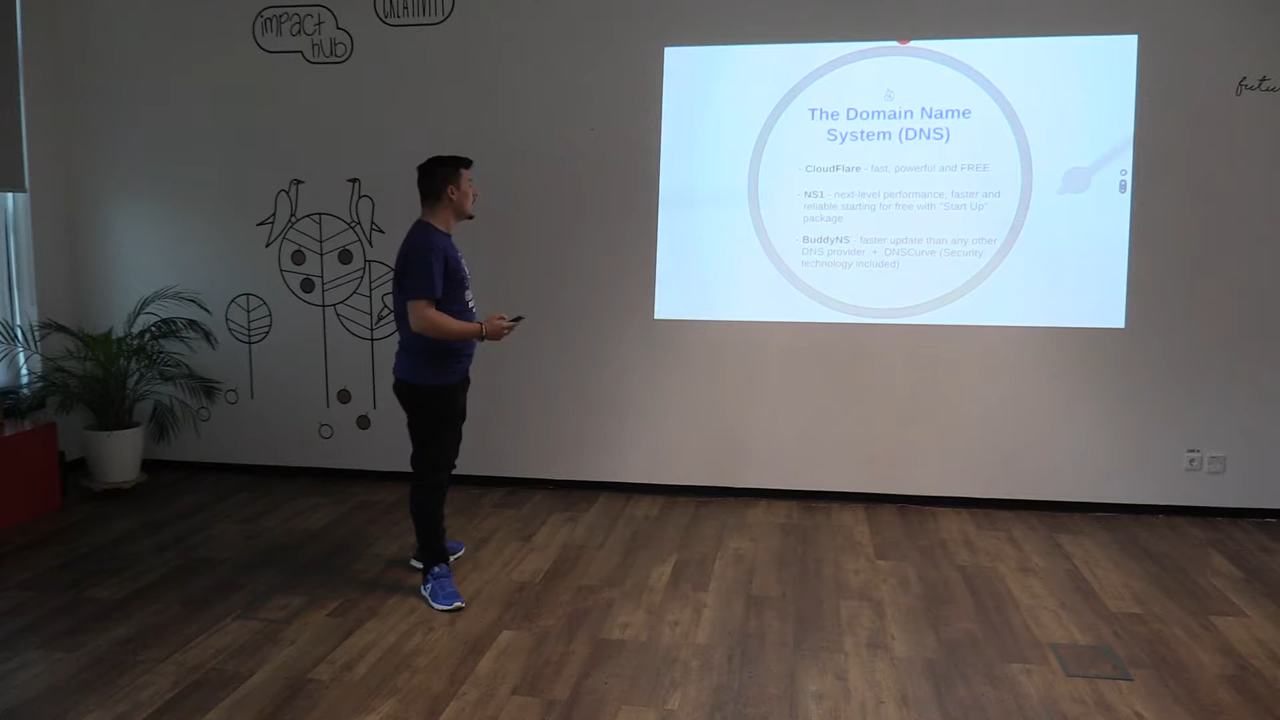 impact
hub
CREATIVITY
The Domain Name
System (DNS)
- CloudFlare - fast, powerful and FREE
- NS1 - next-level performance, faster and
reliable starting for free with "Start Up"
package
- BuddyNS - faster update than any other
DNS provider + DNSCurve (Security
technology included)